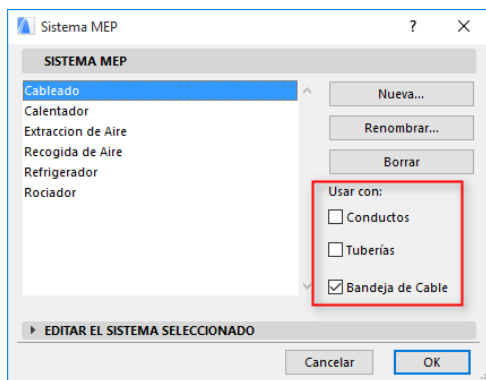 Sistema MEP
?
SISTEMA MEP
Cableado
Calentador
Extraccion de Aire
Recogida de Aire
Refrigerador
Rociador
Nueva...
Renombrar...
Borrar
Usar con:
Conductos
Tuberías
Bandeja de Cable
EDITAR EL SISTEMA SELECCIONADO
Cancelar
OK